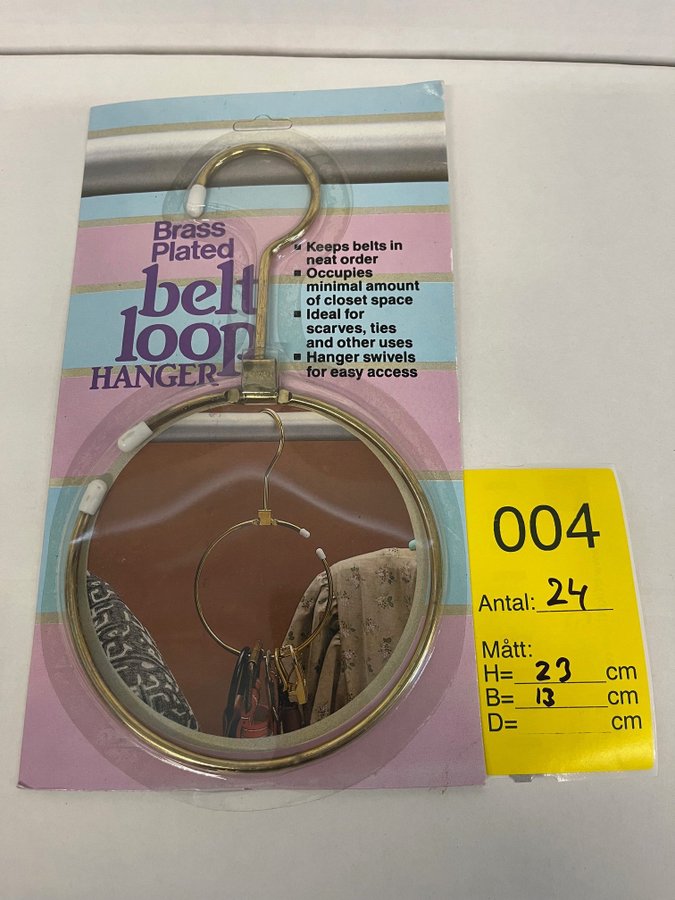 Brass
Plated
belt
loop
HANGER
▪ Keeps belts in
neat order
▪ Occupies
minimal amount
of closet space
▪ Ideal for
scarves, ties
and other uses
▪ Hanger swivels
for easy access
004
Antal: 24
Mått:
H= 23 cm
B= 13 cm
D= cm